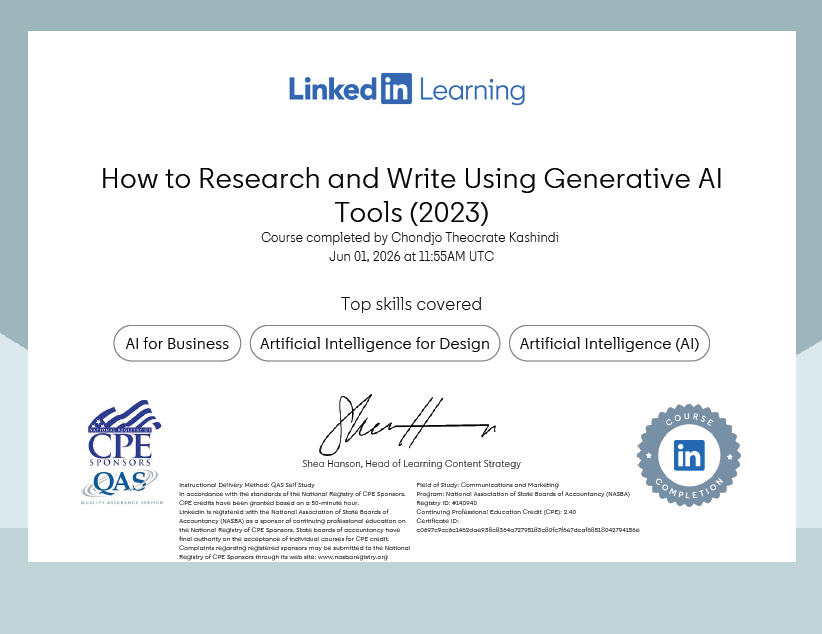 LinkedIn Learning
How to Research and Write Using Generative AI
Tools (2023)
Course completed by Chondjo Theocrate Kashindi
Jun 01, 2026 at 11:55AM UTC
Top skills covered
AI for Business
Artificial Intelligence for Design
Artificial Intelligence (AI)
NATIONAL REGISTRY OF
CPE
SPONSORS
QAS
QUALITY ASSURANCE SERVICE
Shea Hanson, Head of Learning Content Strategy
COURSE
in
COMPLETION
Instructional Delivery Method: QAS Self Study
In accordance with the standards of the National Registry of CPE Sponsors,
CPE credits have been granted based on a 50-minute hour.
LinkedIn is registered with the National Association of State Boards of
Accountancy (NASBA) as a sponsor of continuing professional education on
the National Registry of CPE Sponsors. State boards of accountancy have
final authority on the acceptance of individual courses for CPE credit.
Complaints regarding registered sponsors may be submitted to the National
Registry of CPE Sponsors through its web site: www.nasbaregistry.org
Field of Study: Communications and Marketing
Program: National Association of State Boards of Accountancy (NASBA)
Registry ID: #140940
Continuing Professional Education Credit (CPE): 2.40
Certificate ID: